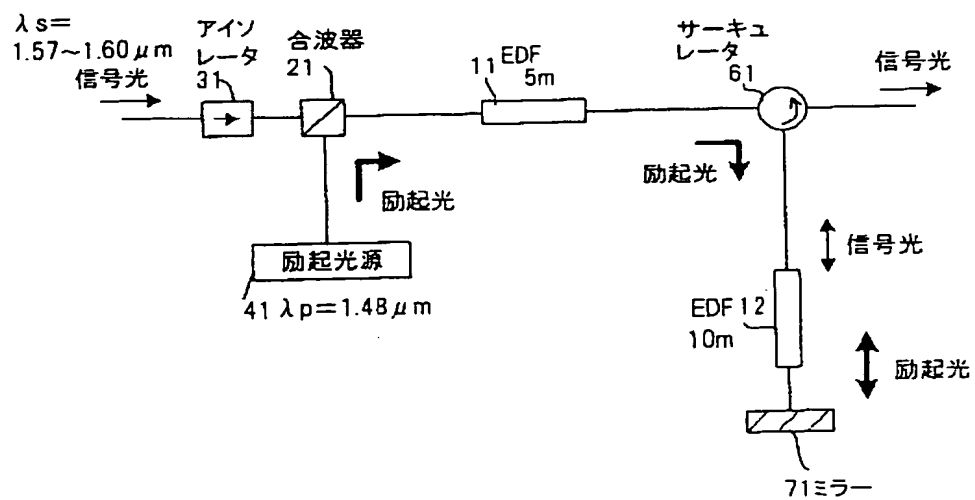 λs=
1.57～1.60μm
信号光
アイソ
レータ
31
合波器
21
11
EDF
5m
サーキュ
レータ
61
信号光
励起光
励起光
励起光源
41 λp=1.48μm
信号光
EDF 12
10m
励起光
71ミラー